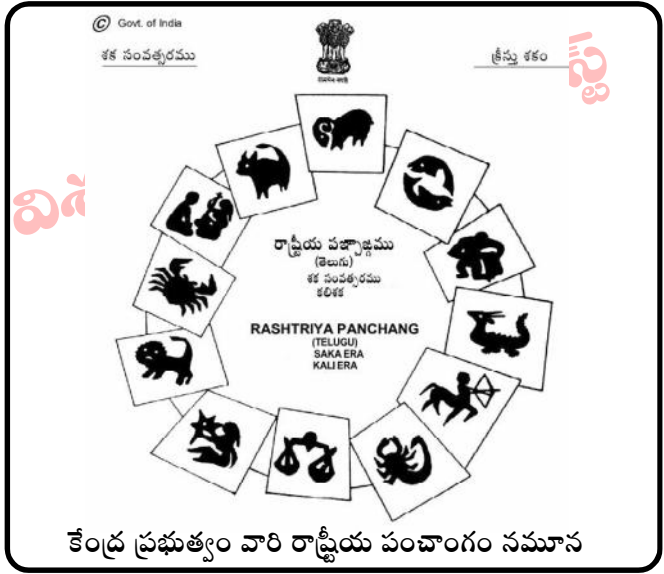 © Govt. of India
శక సంవత్సరము
క్రీస్తు శకం
రాష్ట్రీయ పఞ్చాఙ్గము
(తెలుగు)
శక సంవత్సరము
కలిశక
RASHTRIYA PANCHANG
(TELUGU)
SAKA ERA
KALI ERA
కేంద్ర ప్రభుత్వం వారి రాష్ట్రీయ పంచాంగం నమూన